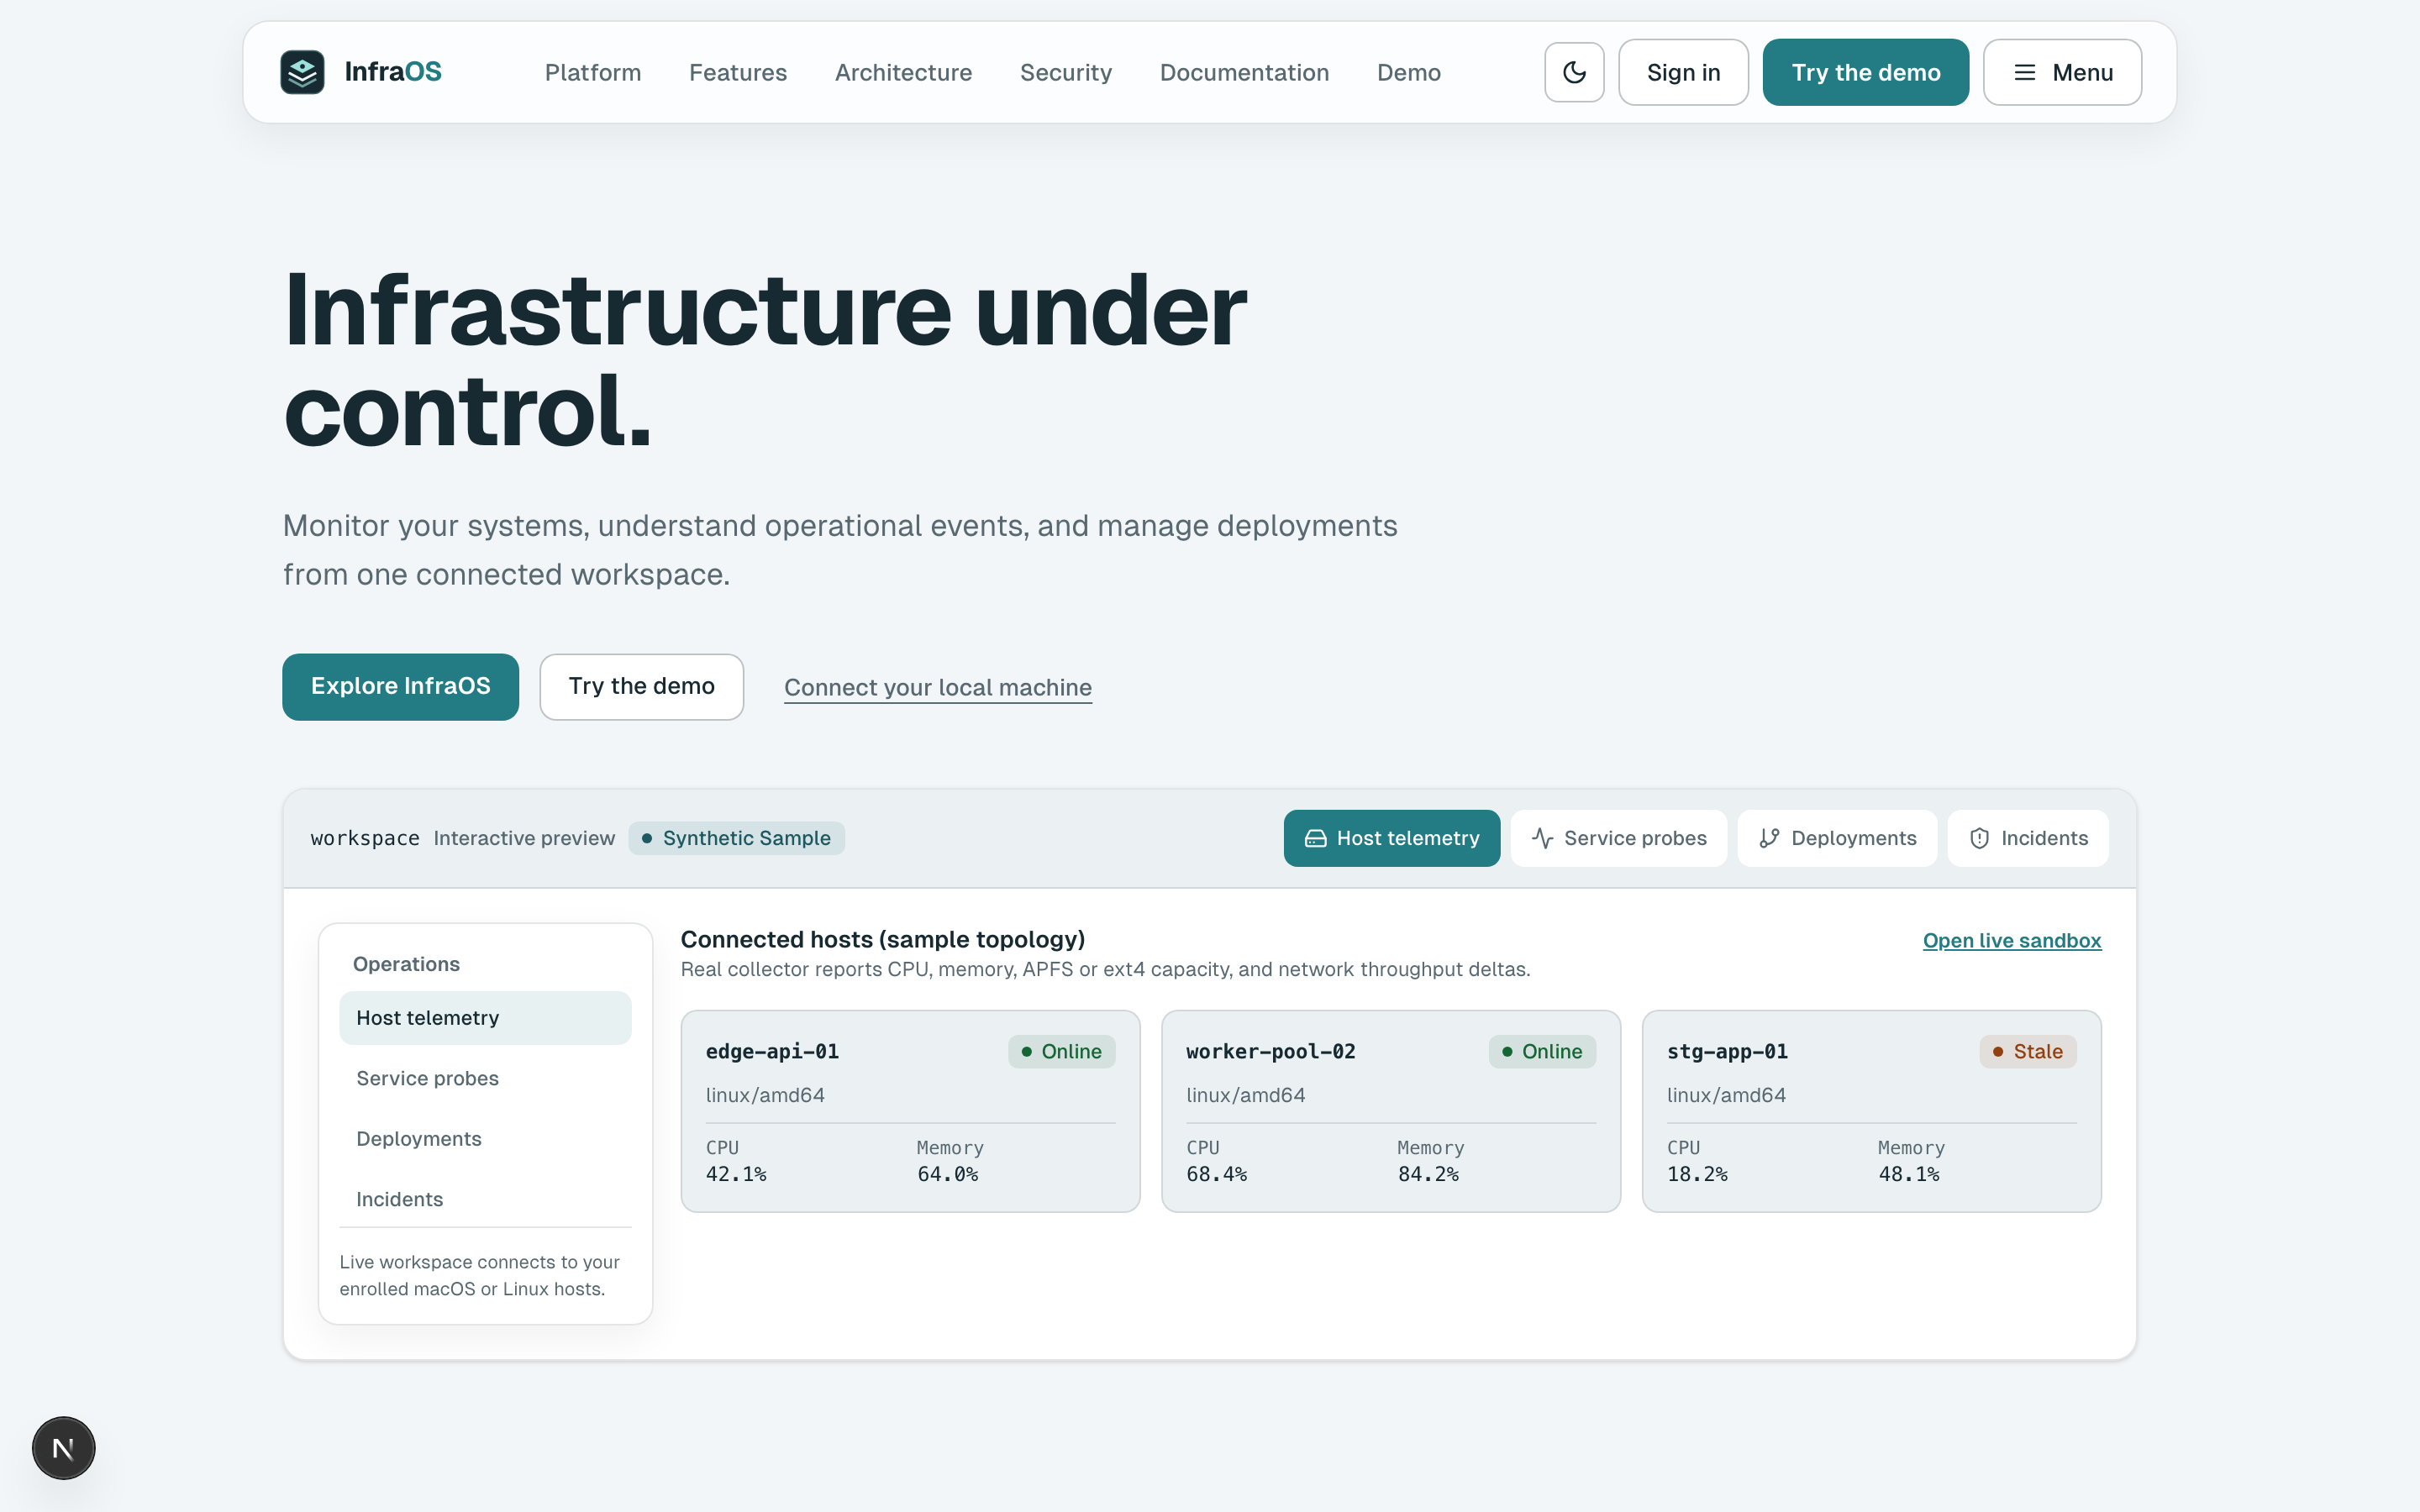 InfraOS Platform Features Architecture Security Documentation Demo Sign in Try the demo Menu
Infrastructure under
control.
Monitor your systems, understand operational events, and manage deployments
from one connected workspace.
Explore InfraOS Try the demo Connect your local machine
workspace Interactive preview Synthetic Sample Host telemetry Service probes Deployments Incidents
Operations
Host telemetry
Service probes
Deployments
Incidents
Live workspace connects to your
enrolled macOS or Linux hosts.
Connected hosts (sample topology) Open live sandbox
Real collector reports CPU, memory, APFS or ext4 capacity, and network throughput deltas.
edge-api-01 Online
linux/amd64
CPU Memory
42.1% 64.0%
worker-pool-02 Online
linux/amd64
CPU Memory
68.4% 84.2%
stg-app-01 Stale
linux/amd64
CPU Memory
18.2% 48.1%
N